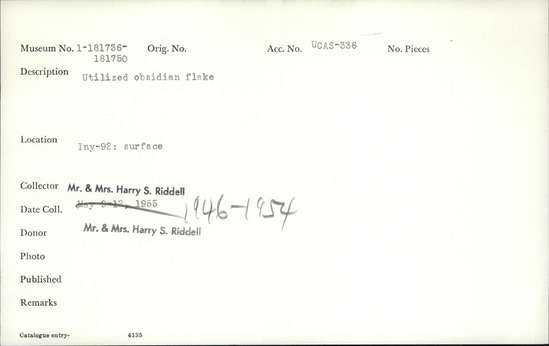 Museum No. 1-181736- Orig. No. Acc. No. UCAS-336 No. Pieces
181750
Description Utilized obsidian flake
Location Iny-92; surface
Collector Mr. & Mrs. Harry S. Riddell
Date Coll. May 9-12, 1955 1946-1954
Donor Mr. & Mrs. Harry S. Riddell
Photo
Published
Remarks
Catalogue entry- 4135